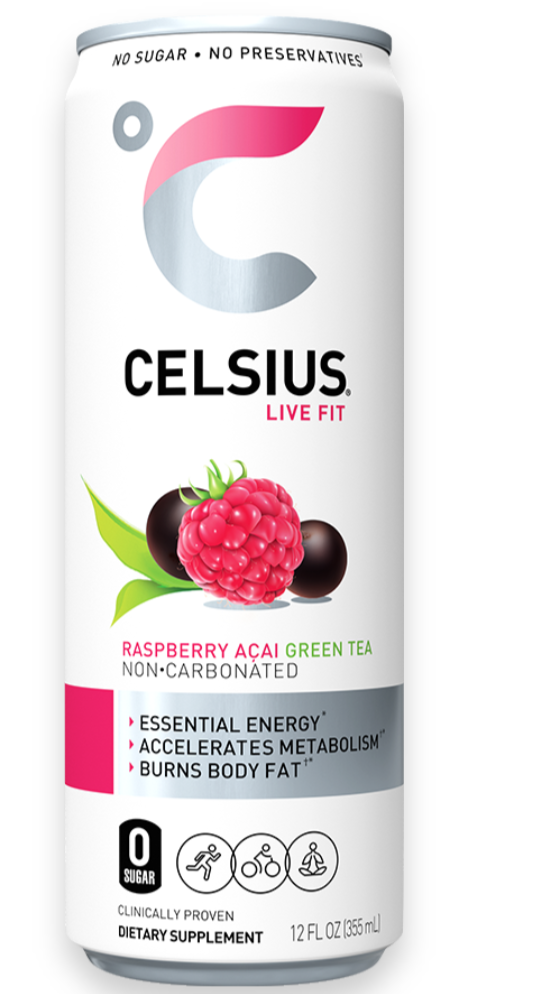 NO SUGAR • NO PRESERVATIVES
CELSIUS®
LIVE FIT
RASPBERRY AÇAI GREEN TEA
NON•CARBONATED
ESSENTIAL ENERGY*
ACCELERATES METABOLISM†*
BURNS BODY FAT†*
0
SUGAR
CLINICALLY PROVEN
DIETARY SUPPLEMENT
12 FL OZ (355 mL)